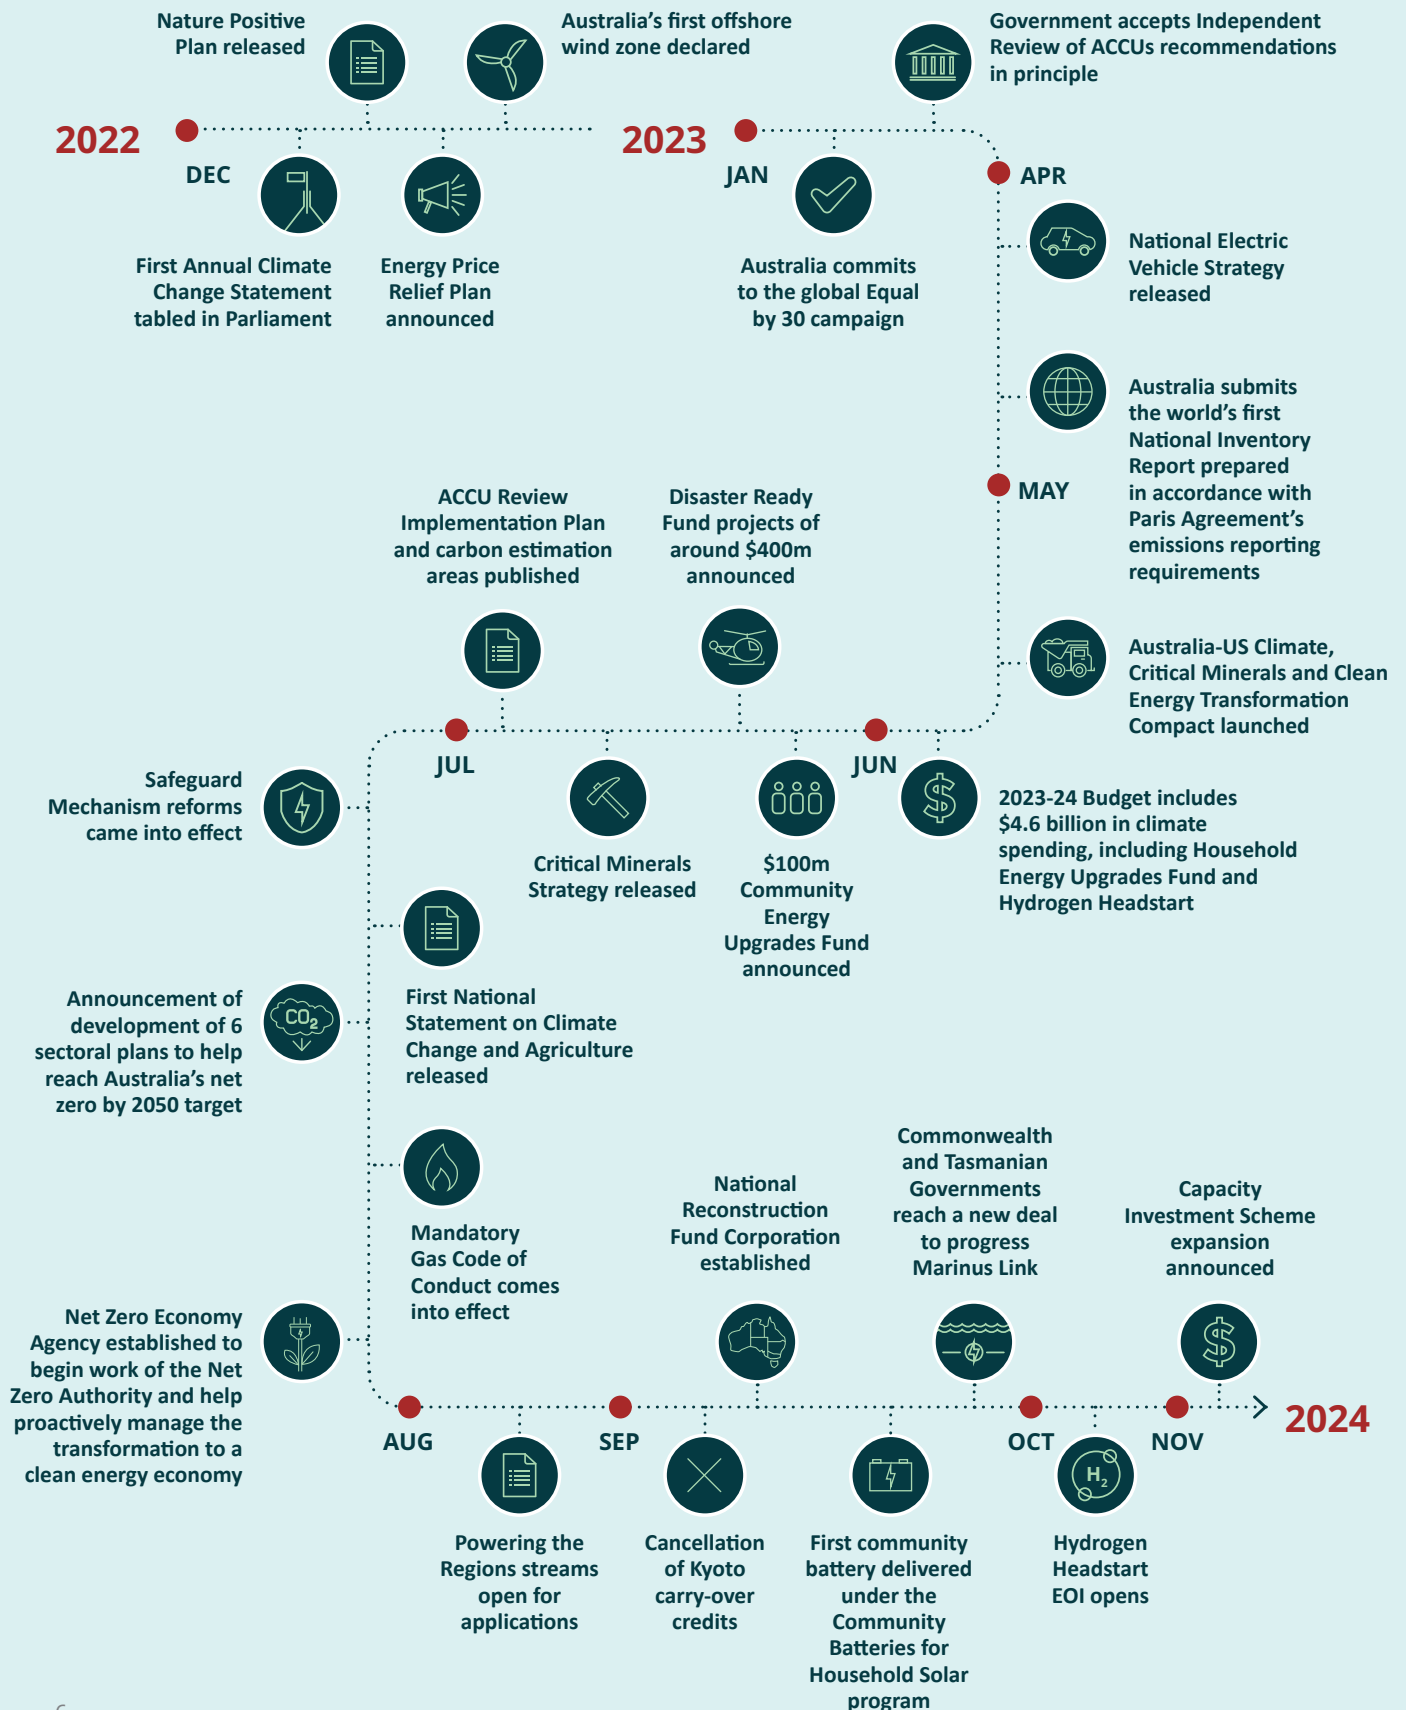 Nature Positive
Plan released
Australia’s first offshore
wind zone declared
Government accepts Independent
Review of ACCUs recommendations
in principle
2022
DEC
2023
JAN
APR
First Annual Climate
Change Statement
tabled in Parliament
Energy Price
Relief Plan
announced
Australia commits
to the global Equal
by 30 campaign
National Electric
Vehicle Strategy
released
Australia submits
the world’s first
National Inventory
Report prepared
in accordance with
Paris Agreement’s
emissions reporting
requirements
MAY
Australia-US Climate,
Critical Minerals and Clean
Energy Transformation
Compact launched
2023-24 Budget includes
$4.6 billion in climate
spending, including Household
Energy Upgrades Fund and
Hydrogen Headstart
JUN
$100m
Community
Energy
Upgrades Fund
announced
Disaster Ready
Fund projects of
around $400m
announced
Critical Minerals
Strategy released
ACCU Review
Implementation Plan
and carbon estimation
areas published
JUL
Safeguard
Mechanism reforms
came into effect
First National
Statement on Climate
Change and Agriculture
released
CO2
Announcement of
development of 6
sectoral plans to help
reach Australia’s net
zero by 2050 target
Mandatory
Gas Code of
Conduct comes
into effect
Net Zero Economy
Agency established to
begin work of the Net
Zero Authority and help
proactively manage the
transformation to a
clean energy economy
AUG
Powering the
Regions streams
open for
applications
SEP
Cancellation
of Kyoto
carry-over
credits
National
Reconstruction
Fund Corporation
established
First community
battery delivered
under the
Community
Batteries for
Household Solar
program
Commonwealth
and Tasmanian
Governments
reach a new deal
to progress
Marinus Link
OCT
H2
Hydrogen
Headstart
EOI opens
NOV
Capacity
Investment Scheme
expansion
announced
2024